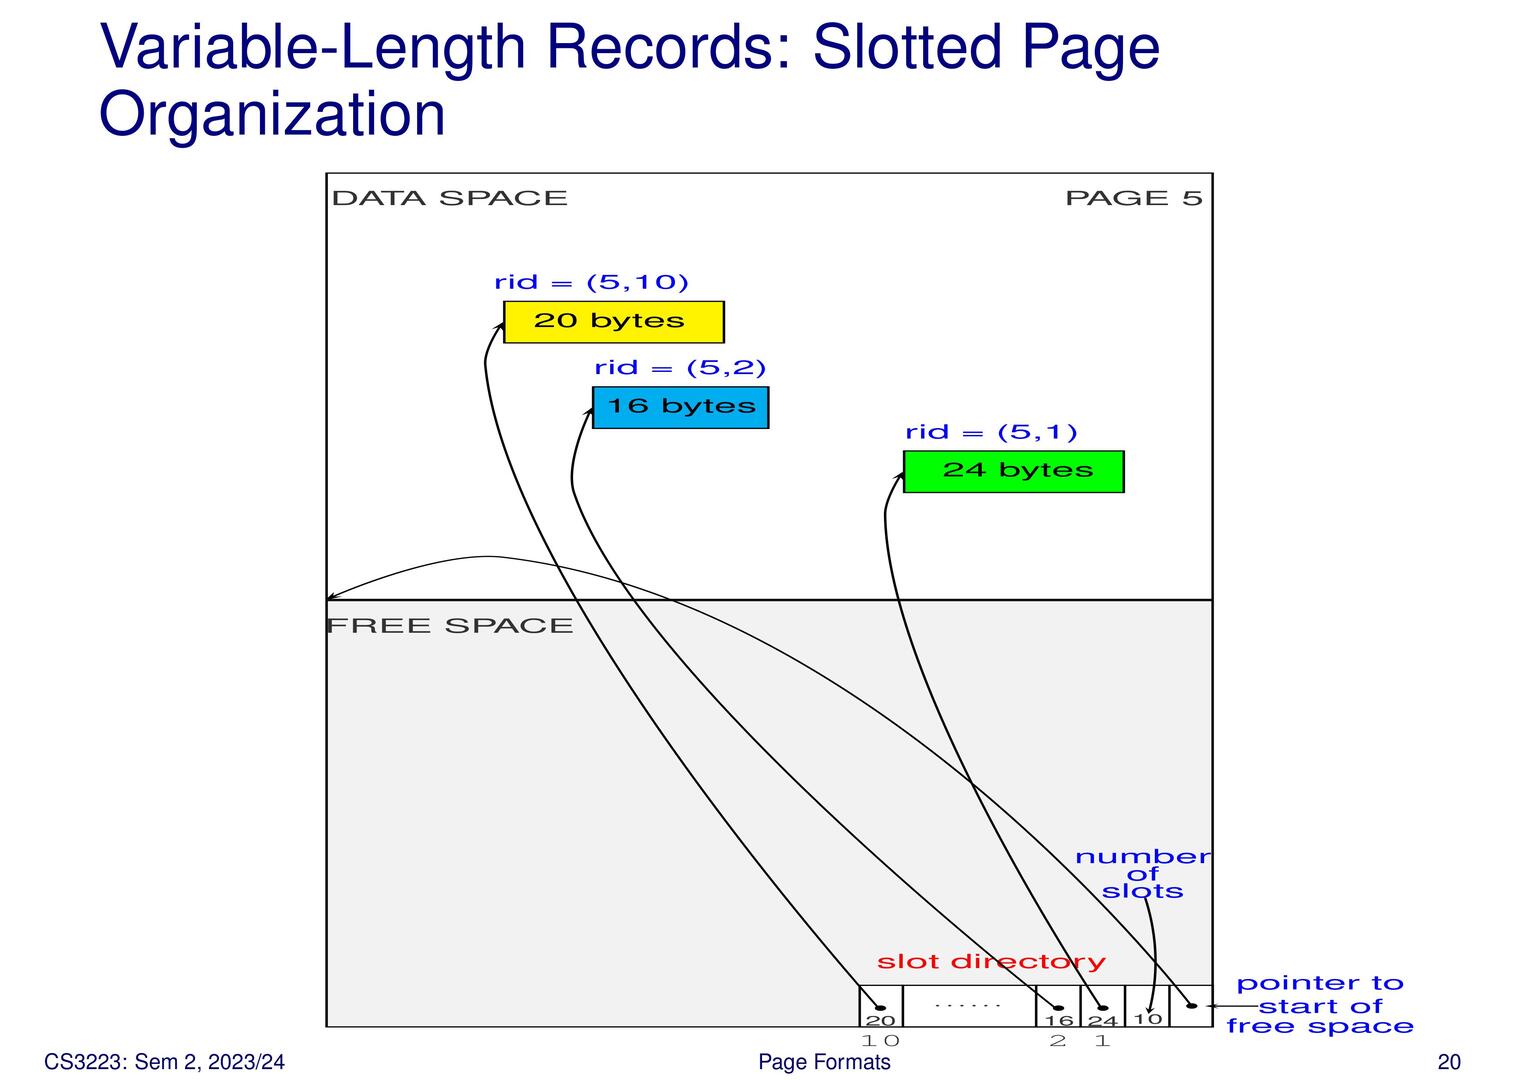 Variable-Length Records: Slotted Page
Organization
DATA SPACE
PAGE 5
rid = (5,10)
20 bytes
rid = (5,2)
16 bytes
rid = (5,1)
24 bytes
FREE SPACE
number
of
slots
slot directory
pointer to
start of
free space
20 ...... 16 24 10
10 2 1
CS3223: Sem 2, 2023/24
Page Formats
20